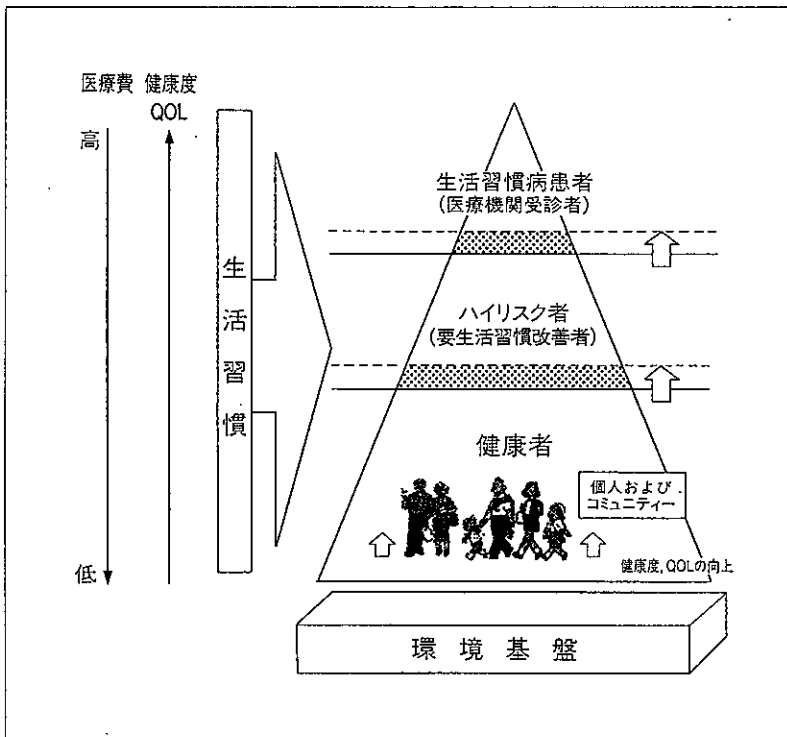 医療費 健康度
QOL
高
低
生活習慣
生活習慣病患者
(医療機関受診者)
ハイリスク者
(要生活習慣改善者)
健康者
個人および
コミュニティー
健康度,QOLの向上
環境基盤